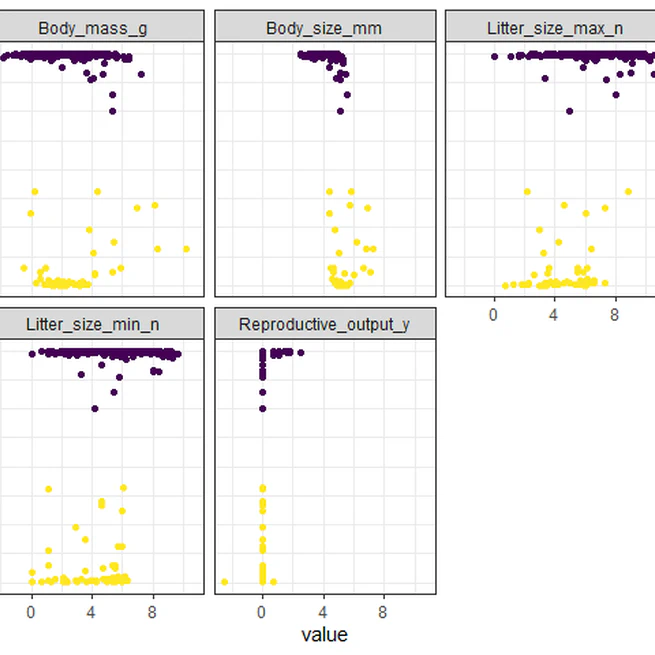 Body_mass_g Body_size_mm Litter_size_max_n
0 4 8
Litter_size_min_n Reproductive_output_y
0 4 8 0 4 8
value